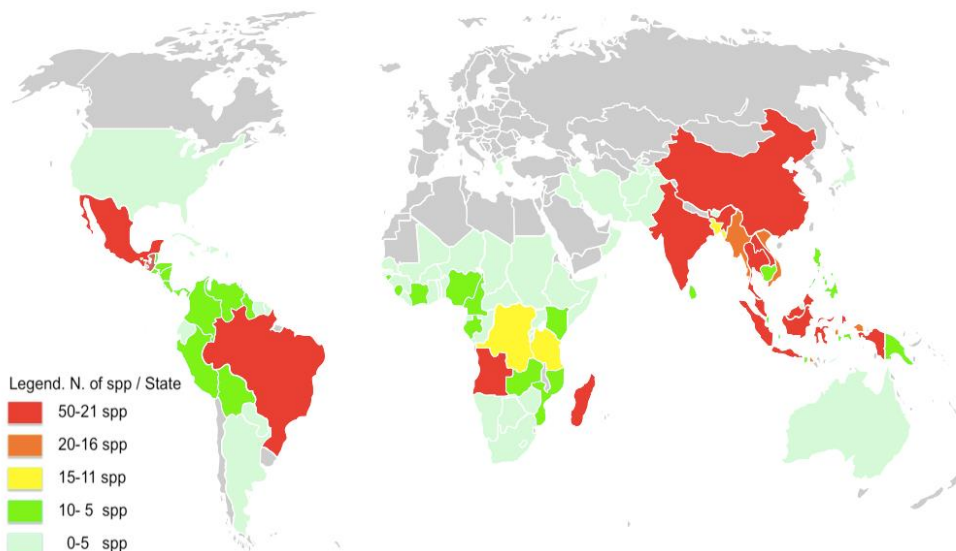 Legend. N. of spp / State
50-21 spp
20-16 spp
15-11 spp
10- 5 spp
0-5 spp